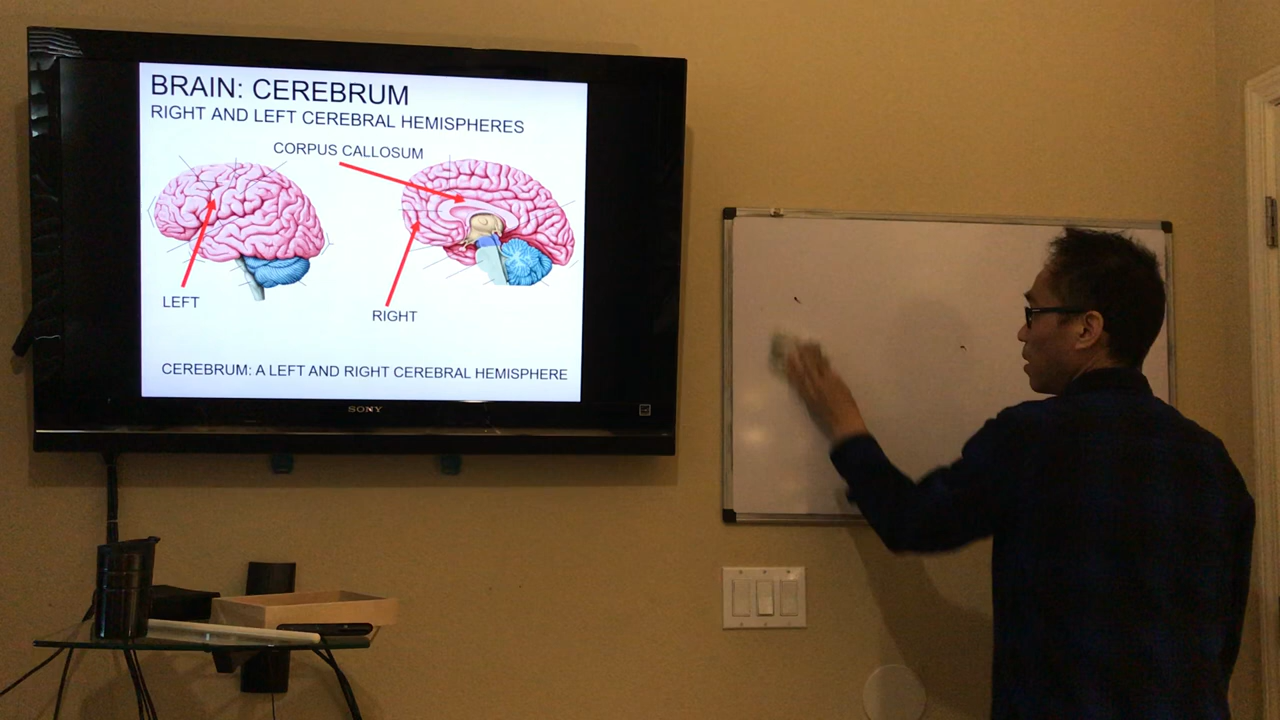 BRAIN: CEREBRUM
RIGHT AND LEFT CEREBRAL HEMISPHERES
CORPUS CALLOSUM
LEFT
RIGHT
CEREBRUM: A LEFT AND RIGHT CEREBRAL HEMISPHERE
SONY